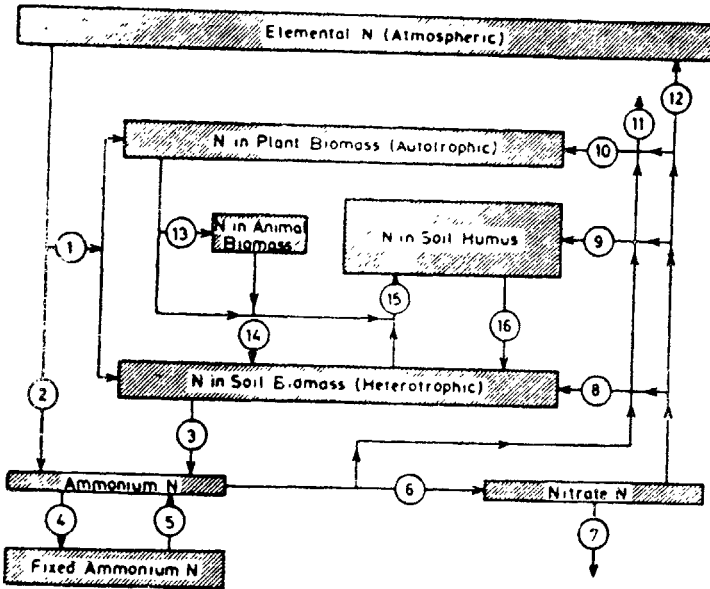 Elemental N (Atmospheric)
12
11
N in Plant Biomass (Autotrophic)
10
13
N in Animal
Biomass
N in Soil Humus
1
9
15
16
14
N in Soil Biomass (Heterotrophic)
8
2
3
Ammonium N
6
Nitrate N
4
5
7
Fixed Ammonium N